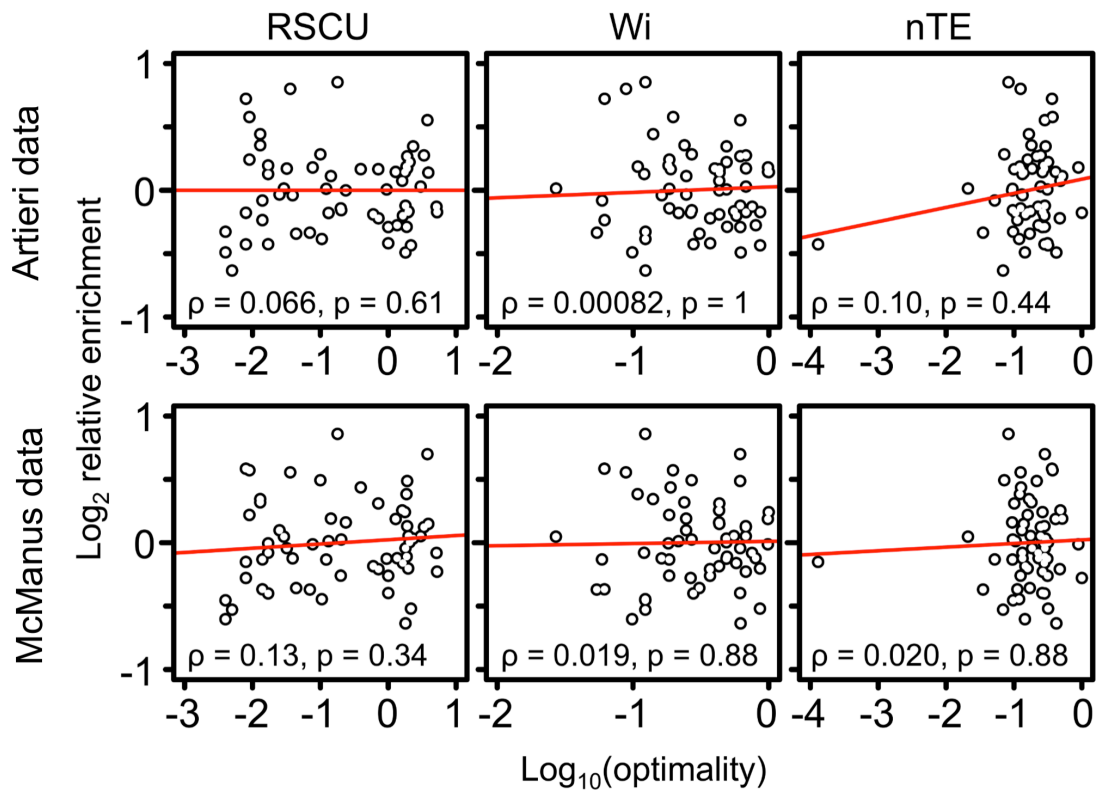 RSCU Wi nTE
Artieri data
Log2 relative enrichment
1
0
-1
ρ = 0.066, p = 0.61
ρ = 0.00082, p = 1
ρ = 0.10, p = 0.44
-3 -2 -1 0 1
-2 -1 0
-4 -3 -2 -1 0
McManus data
1
0
-1
ρ = 0.13, p = 0.34
ρ = 0.019, p = 0.88
ρ = 0.020, p = 0.88
-3 -2 -1 0 1
-2 -1 0
-4 -3 -2 -1 0
Log10(optimality)